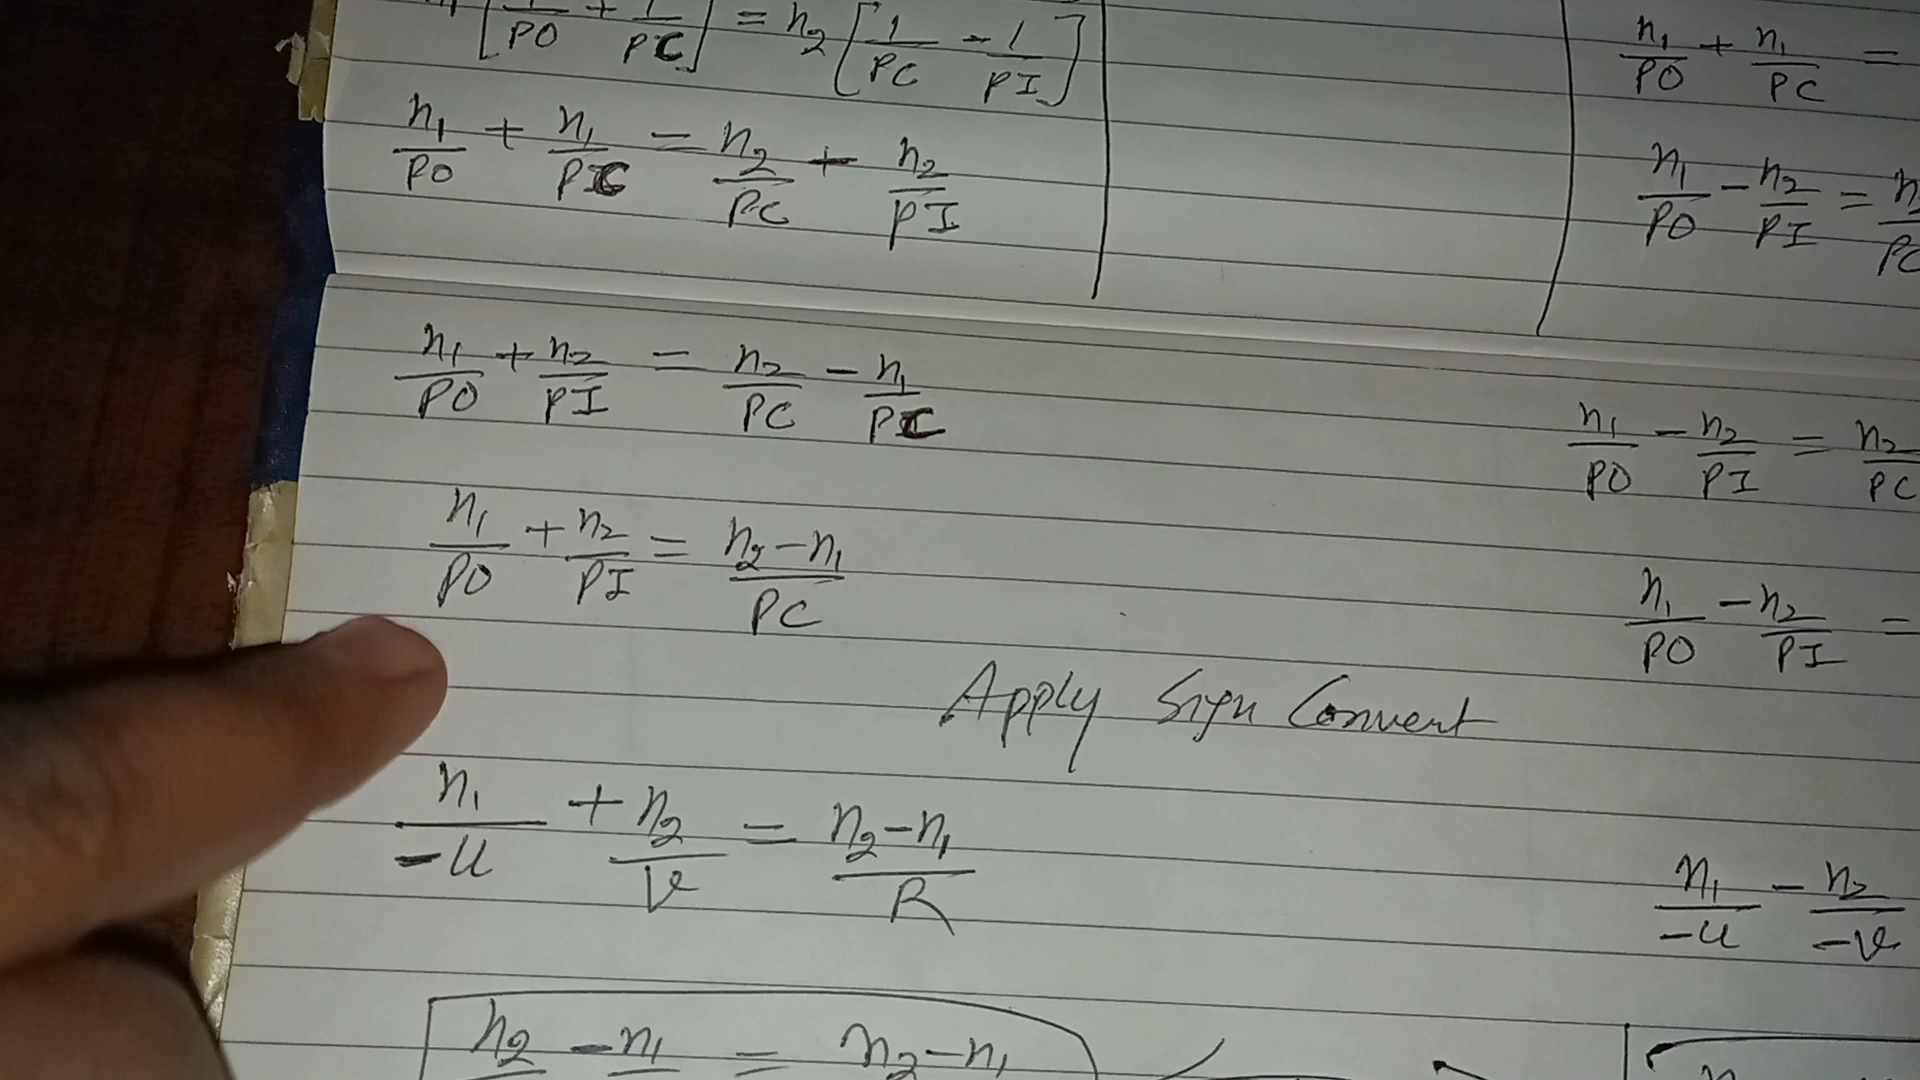 [1/PO + 1/PC] = n2 [1/PC - 1/PI]
n1/PO + n1/PC = n2/PC + n2/PI
n1/PO + n2/PI = n2/PC - n1/PC
n1/PO + n2/PI = (n2-n1)/PC
Apply Sign Convent
n1/-u + n2/v = (n2-n1)/R
n2 - n1 = n2-n1
n1/PO + n1/PC =
n1/PO - n2/PI =
n1/PO - n2/PI = n2/PC
n1/PO - n2/PI =
n1/-u - n2/-v